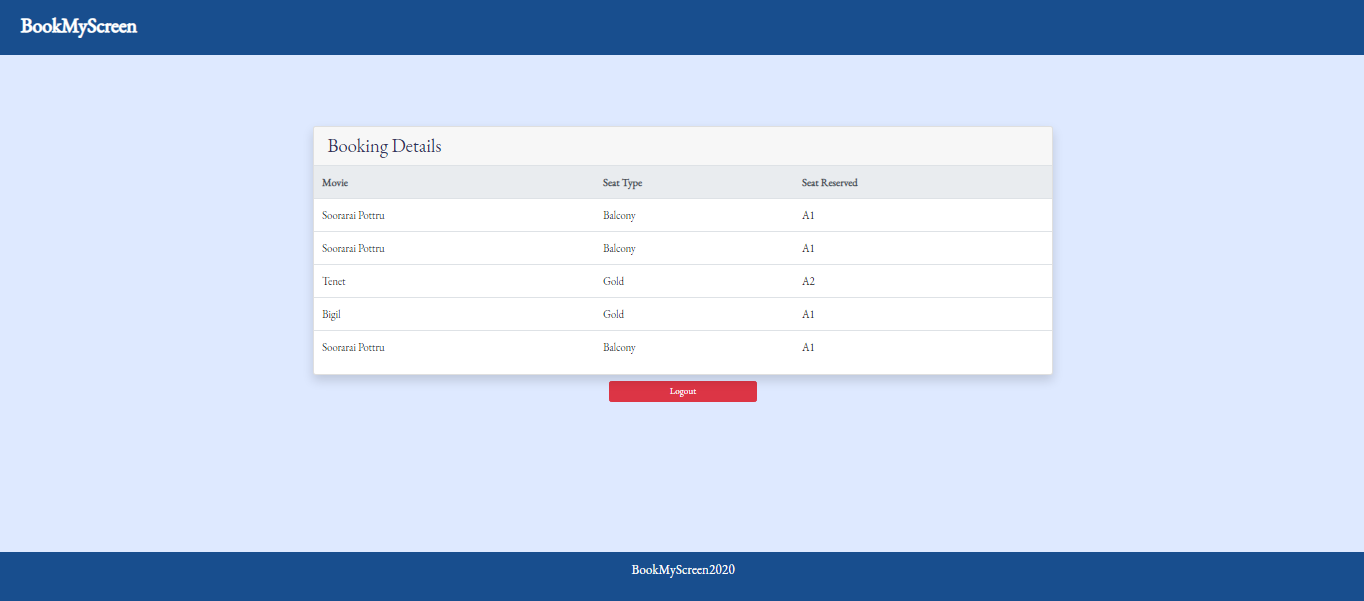 BookMyScreen
Booking Details
Movie Seat Type Seat Reserved
Soorarai Pottru Balcony A1
Soorarai Pottru Balcony A1
Tenet Gold A2
Bigil Gold A1
Soorarai Pottru Balcony A1
Logout
BookMyScreen2020